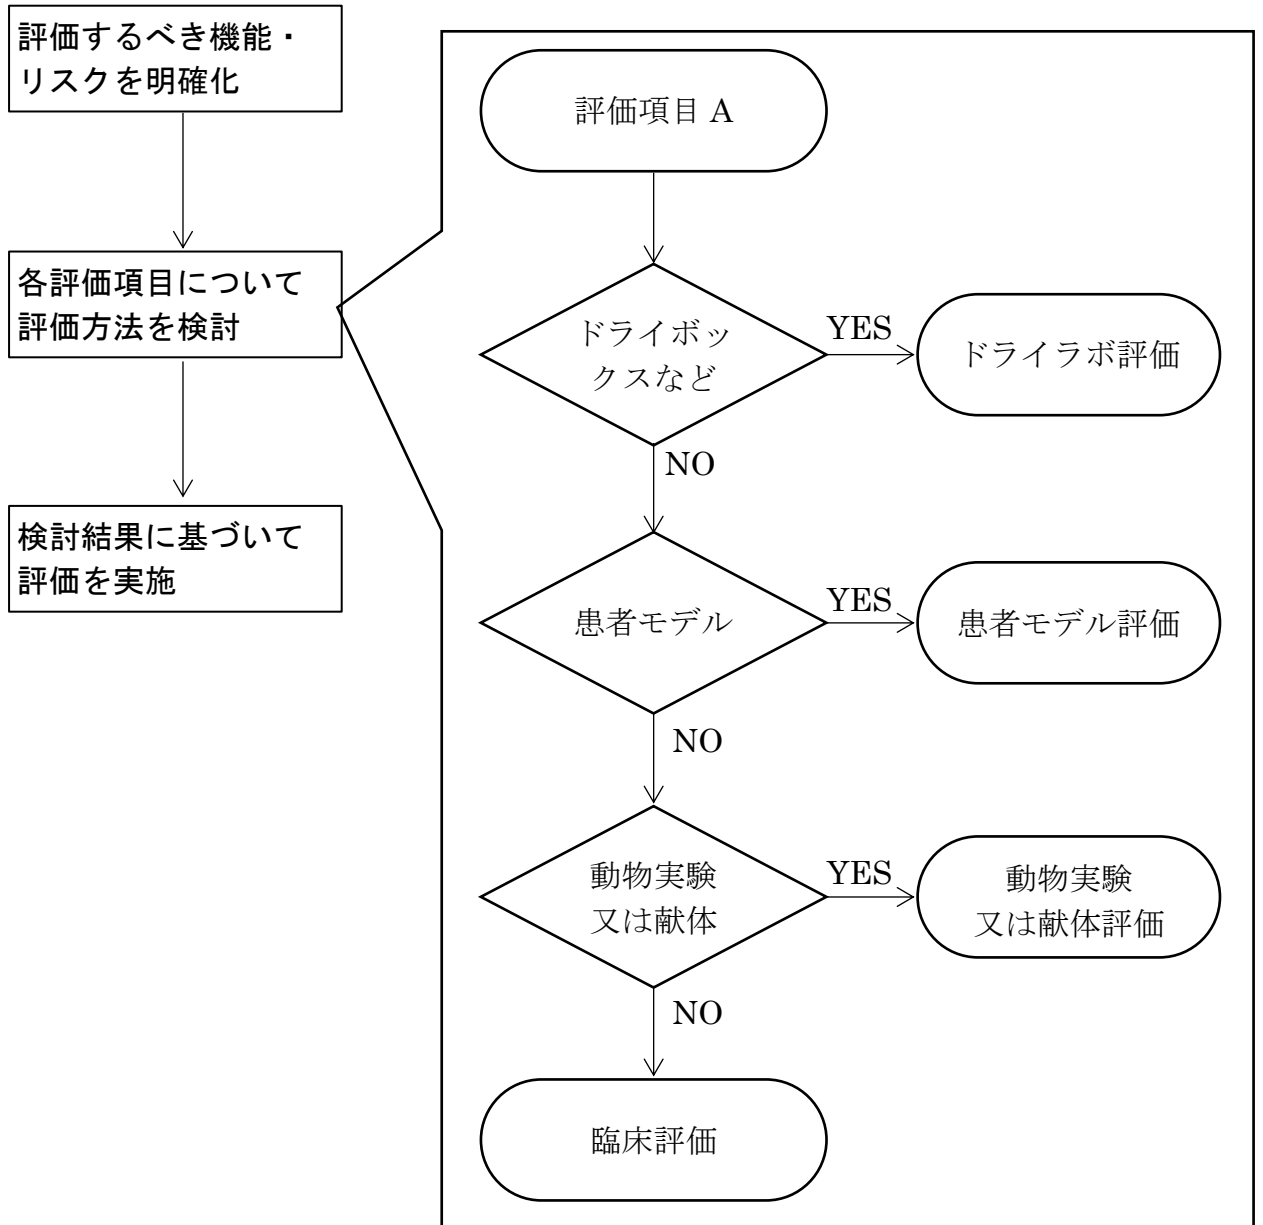 評価するべき機能・
リスクを明確化
各評価項目について
評価方法を検討
検討結果に基づいて
評価を実施
評価項目 A
ドライボッ
クスなど
YES
ドライラボ評価
NO
患者モデル
YES
患者モデル評価
NO
動物実験
又は献体
YES
動物実験
又は献体評価
NO
臨床評価